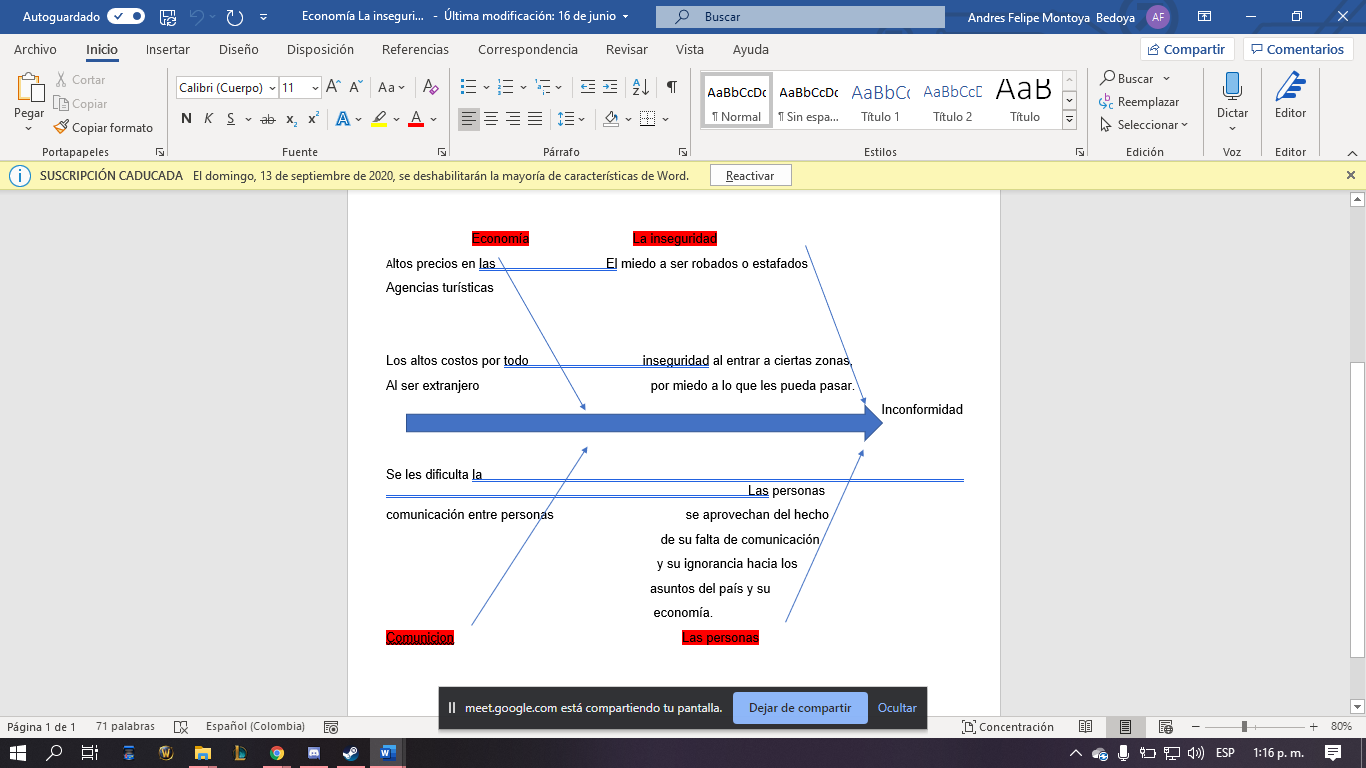 Autoguardado
Economía La inseguri... - Última modificación: 16 de junio
Buscar
Andres Felipe Montoya Bedoya
AF
Archivo Inicio Insertar Diseño Disposición Referencias Correspondencia Revisar Vista Ayuda
Compartir Comentarios
Pegar
Cortar
Copiar
Copiar formato
Portapapeles
Calibri (Cuerpo) 11
Aa
N K S ab x₂ x² A A
Fuente
Párrafo
AaBbCcDc AaBbCcDc AaBbCc AaBbCcD AaB
¶ Normal ¶ Sin espa... Título 1 Título 2 Título
Estilos
Buscar
Reemplazar
Seleccionar
Edición
Dictar
Voz
Editor
Editor
SUSCRIPCIÓN CADUCADA El domingo, 13 de septiembre de 2020, se deshabilitarán la mayoría de características de Word. Reactivar
Economía La inseguridad
Altos precios en las El miedo a ser robados o estafados
Agencias turísticas
Los altos costos por todo inseguridad al entrar a ciertas zonas,
Al ser extranjero por miedo a lo que les pueda pasar.
Inconformidad
Se les dificulta la
Las personas
comunicación entre personas se aprovechan del hecho
de su falta de comunicación
y su ignorancia hacia los
asuntos del país y su
economía.
Comunicion Las personas
meet.google.com está compartiendo tu pantalla. Dejar de compartir Ocultar
Página 1 de 1 71 palabras Español (Colombia) Concentración 80%
ESP 1:16 p. m.